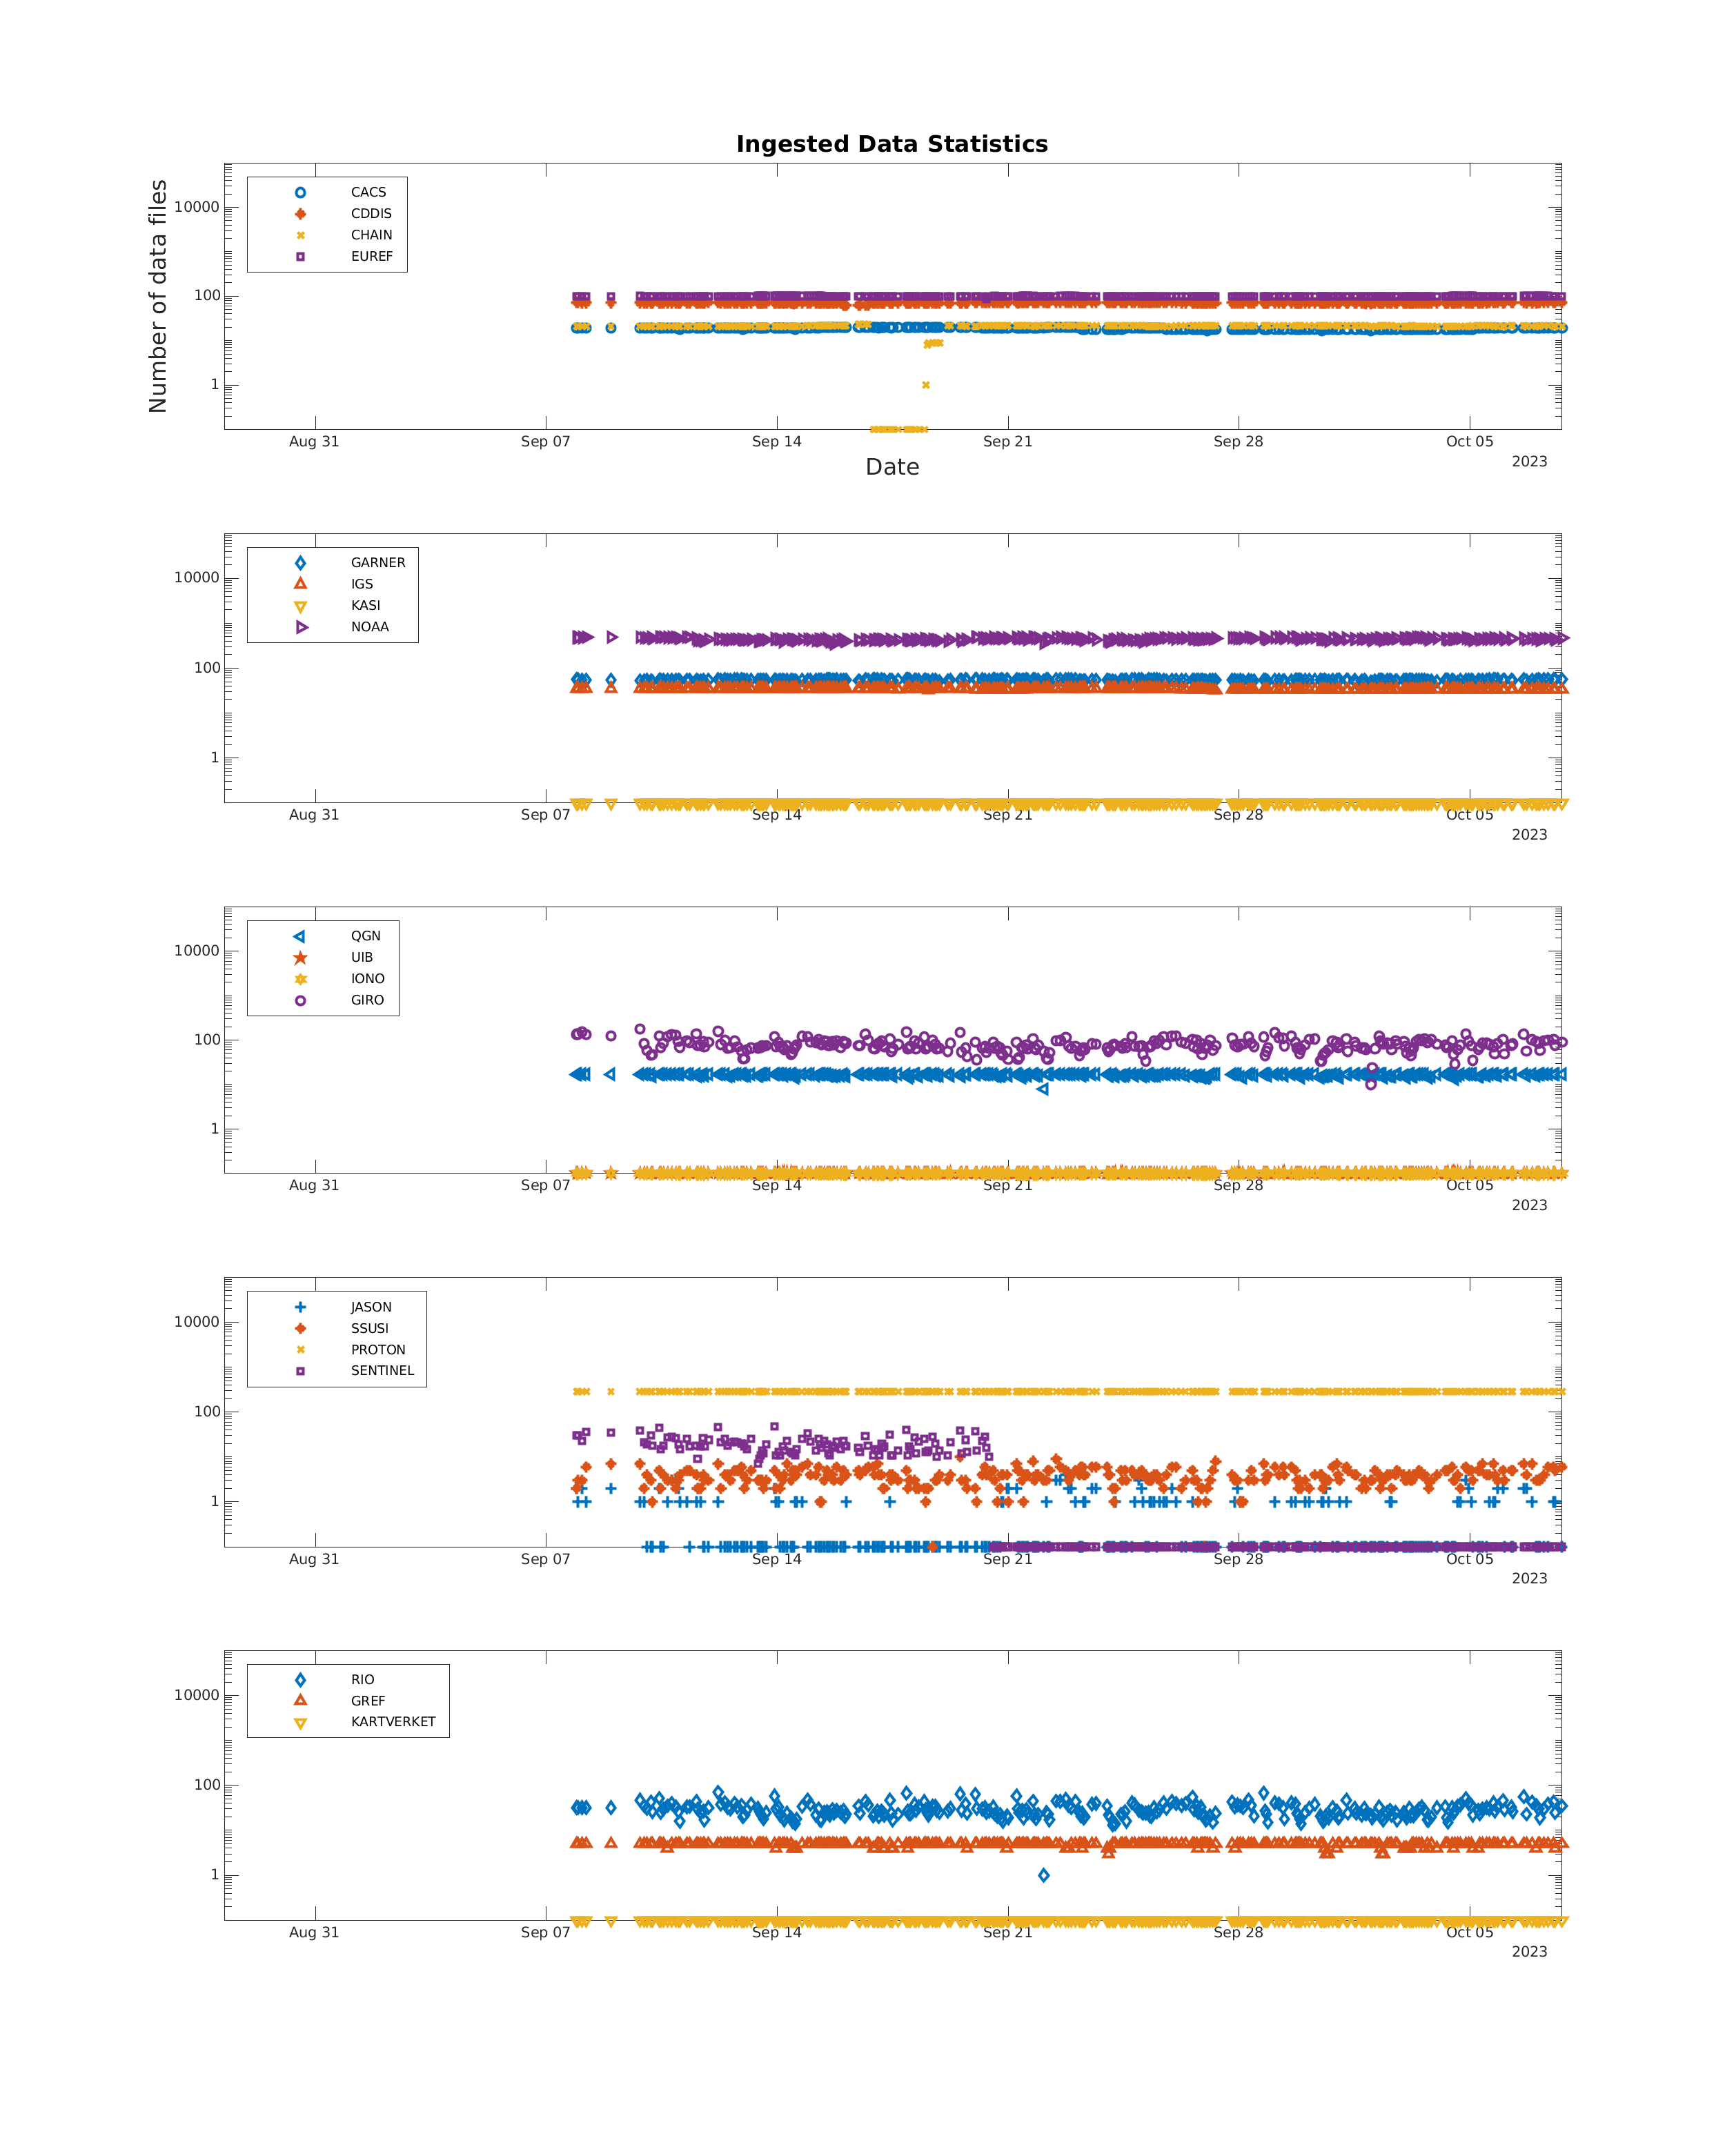 Ingested Data Statistics
Number of data files
CACS
CDDIS
CHAIN
EUREF
10000
100
1
Aug 31 Sep 07 Sep 14 Sep 21 Sep 28 Oct 05
2023
Date
GARNER
IGS
KASI
NOAA
10000
100
1
Aug 31 Sep 07 Sep 14 Sep 21 Sep 28 Oct 05
2023
QGN
UIB
IONO
GIRO
10000
100
1
Aug 31 Sep 07 Sep 14 Sep 21 Sep 28 Oct 05
2023
JASON
SSUSI
PROTON
SENTINEL
10000
100
1
Aug 31 Sep 07 Sep 14 Sep 21 Sep 28 Oct 05
2023
RIO
GREF
KARTVERKET
10000
100
1
Aug 31 Sep 07 Sep 14 Sep 21 Sep 28 Oct 05
2023